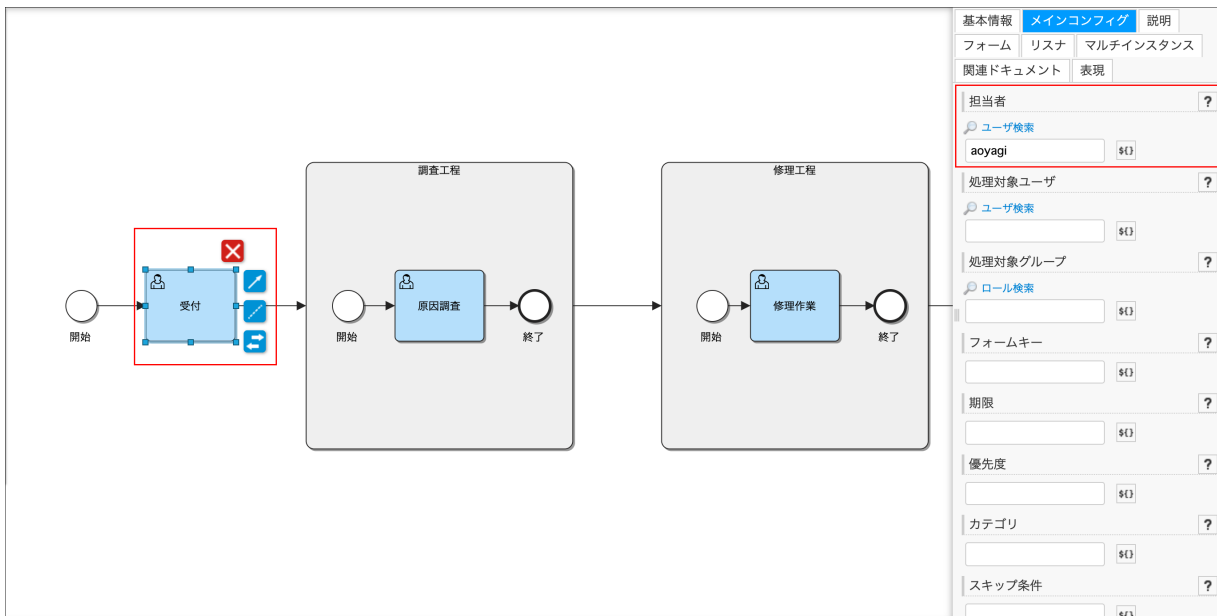 基本情報 メインコンフィグ 説明
フォーム リスナ マルチインスタンス
関連ドキュメント 表現
担当者 ?
ユーザ検索
aoyagi ${}
処理対象ユーザ ?
ユーザ検索
${}
処理対象グループ ?
ロール検索
${}
フォームキー ?
${}
期限 ?
${}
優先度 ?
${}
カテゴリ ?
${}
スキップ条件 ?
${}
開始
受付
調査工程
開始
原因調査
終了
修理工程
開始
修理作業
終了